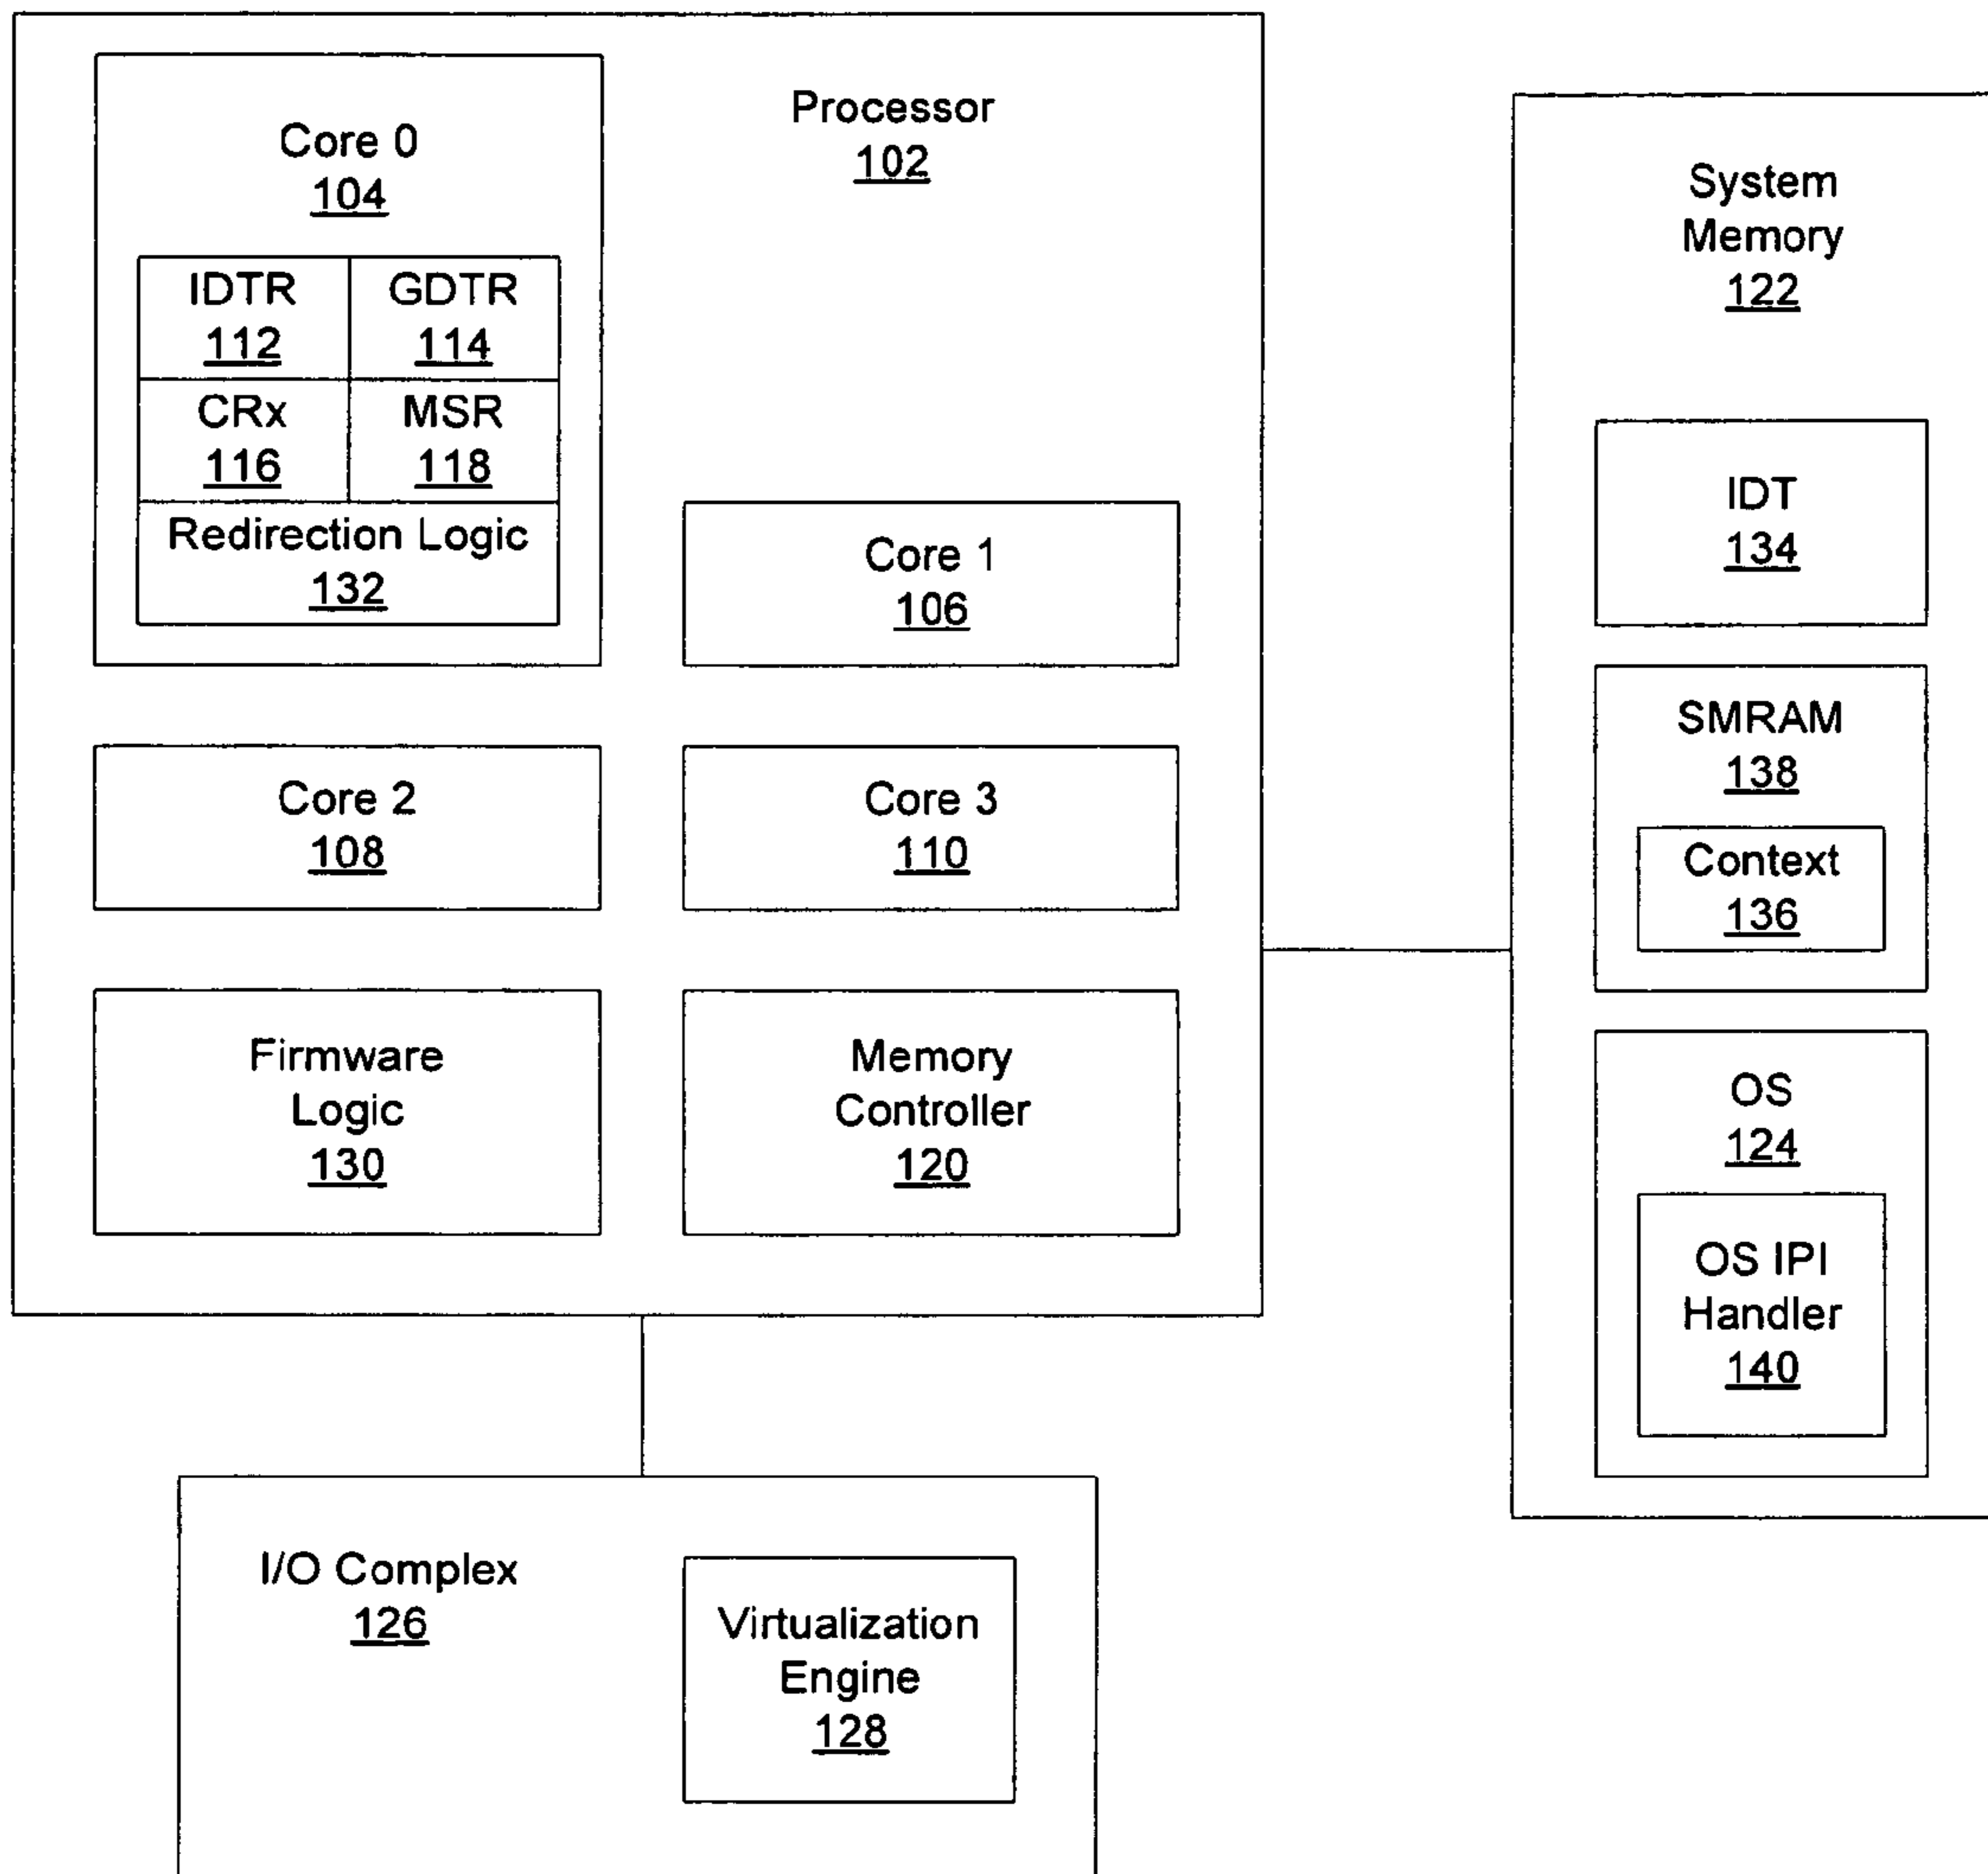 Processor
102
Core 0
104
IDTR
112
GDTR
114
CRx
116
MSR
118
Redirection Logic
132
Core 1
106
Core 2
108
Core 3
110
Firmware
Logic
130
Memory
Controller
120
System
Memory
122
IDT
134
SMRAM
138
Context
136
OS
124
OS IPI
Handler
140
I/O Complex
126
Virtualization
Engine
128